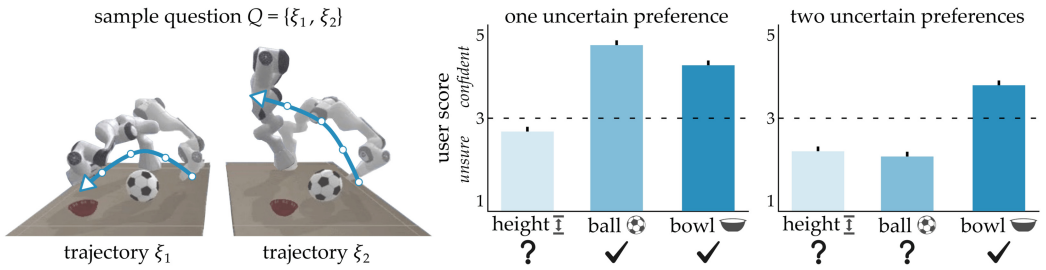 sample question Q = {ξ₁, ξ₂}
trajectory ξ₁
trajectory ξ₂
user score
unsure
confident
one uncertain preference
5
3
1
height
ball
bowl
?
✓
✓
two uncertain preferences
5
3
1
height
ball
bowl
?
?
✓